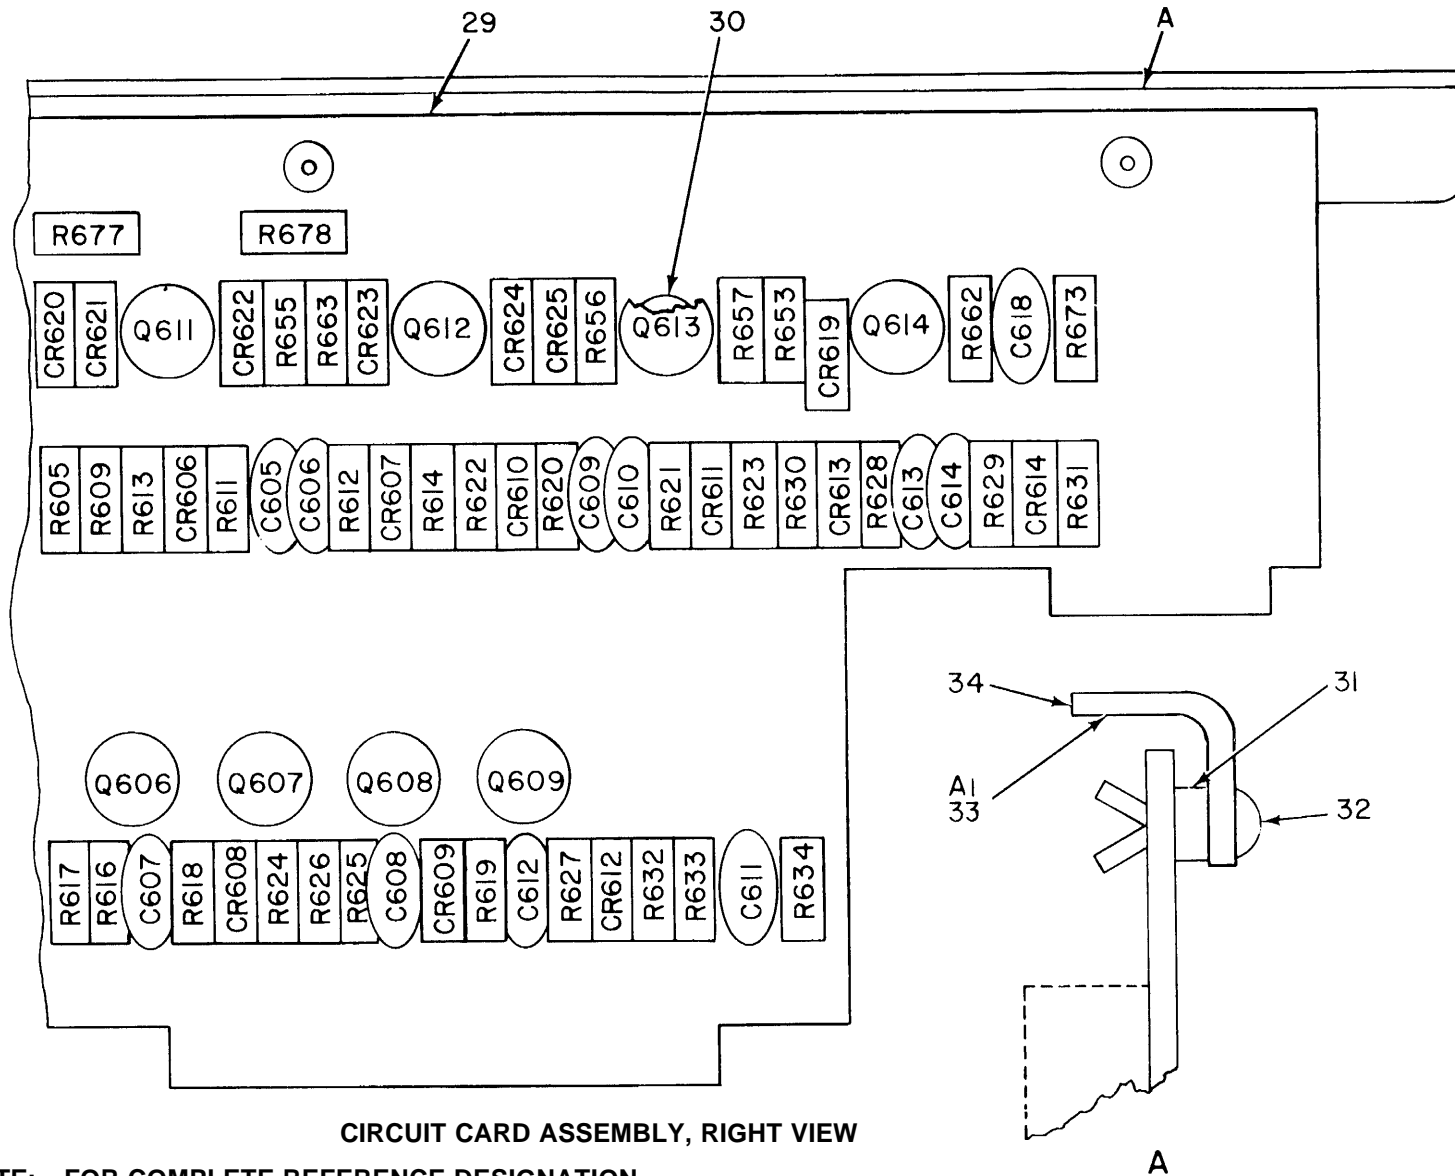 29 30 A
R677 R678
CR620 CR621 Q611 CR622 R655 R663 CR623 Q612 CR624 CR625 R656 Q613 R657 R653 CR619 Q614 R662 C618 R673
R605 R609 R613 CR606 R611 C605 C606 R612 CR607 R614 R622 CR610 R620 C609 C610 R621 CR611 R623 R630 CR613 R628 C613 C614 R629 CR614 R631
34 31
A1
33 32
Q606 Q607 Q608 Q609
R617 R616 C607 R618 CR608 R624 R626 R625 C608 CR609 R619 C612 R627 CR612 R632 R633 C611 R634
CIRCUIT CARD ASSEMBLY, RIGHT VIEW
A
FOR COMPLETE REFERENCE DESIGNATION